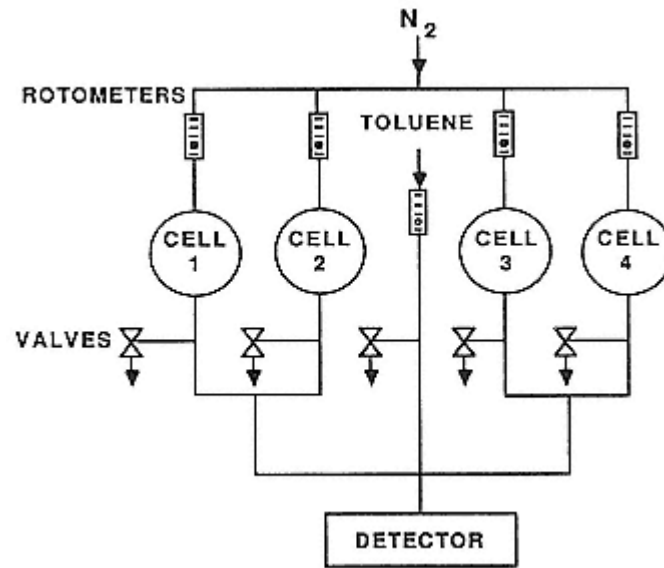 N2
ROTOMETERS
TOLUENE
CELL
1
CELL
2
CELL
3
CELL
4
VALVES
DETECTOR